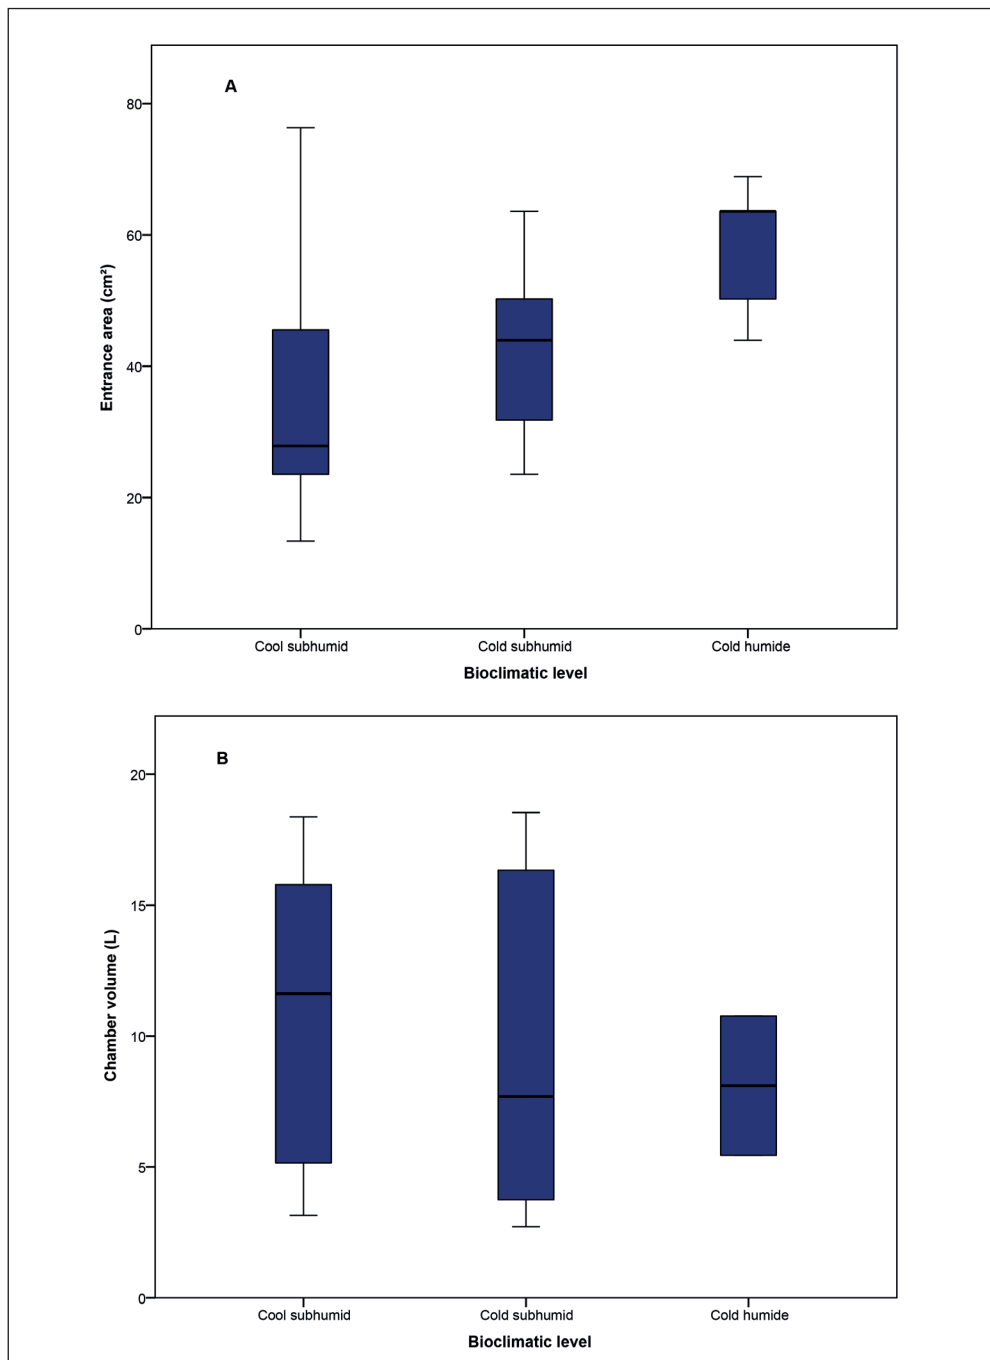 A
80
60
40
20
0
Entrance area (cm²)
Cool subhumid Cold subhumid Cold humide
Bioclimatic level
B
20
15
10
5
0
Chamber volume (L)
Cool subhumid Cold subhumid Cold humide
Bioclimatic level